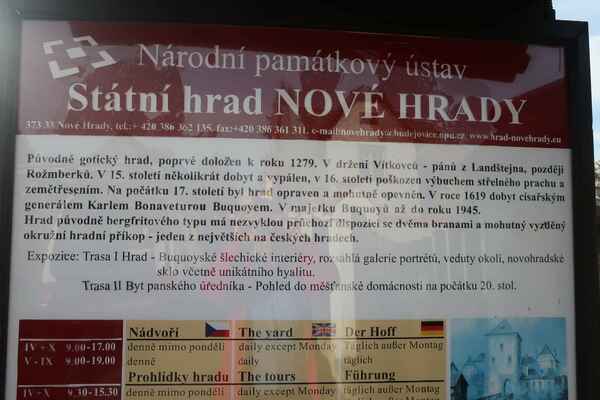 Národní památkový ústav
Státní hrad NOVÉ HRADY
373 33 Nové Hrady, tel.: + 420 386 362 135, fax:+420 386 361 311, e-mail:novehrady@budejovice.npu.cz www.hrad-novehrady.eu
Původně gotický hrad, poprvé doložen k roku 1279. V držení Vítkovců - pánů z Landštejna, později
Rožmberků. V 15. století několikrát dobyt a vypálen, v 16. století poškozen výbuchem střelného prachu a
zemětřesením. Na počátku 17. století byl hrad opraven a mohutně opevněn. V roce 1619 dobyt císařským
generálem Karlem Bonaveturou Buquoyem. V majetku Buquoyů až do roku 1945.
Hrad původně bergfritového typu má nezvyklou průchozí dispozici se dvěma branami a mohutný vyzděný
okružní hradní příkop - jeden z největších na českých hradech.
Expozice: Trasa I Hrad - Buquoyské šlechtické interiéry, rozsáhlá galerie portrétů, veduty okolí, novohradské
sklo včetně unikátního hyalitu.
Trasa II Byt panského úředníka - Pohled do měšťanské domácnosti na počátku 20. stol.
Nádvoří The yard Der Hoff
IV + X 9.00-17.00 denně mimo pondělí daily except Monday Täglich außer Montag
V - IX 9.00-19.00 denně daily täglich
Prohlídky hradu The tours Führung
IV + X 9.30-15.30 denně mimo pondělí daily except Monday Täglich außer Montag